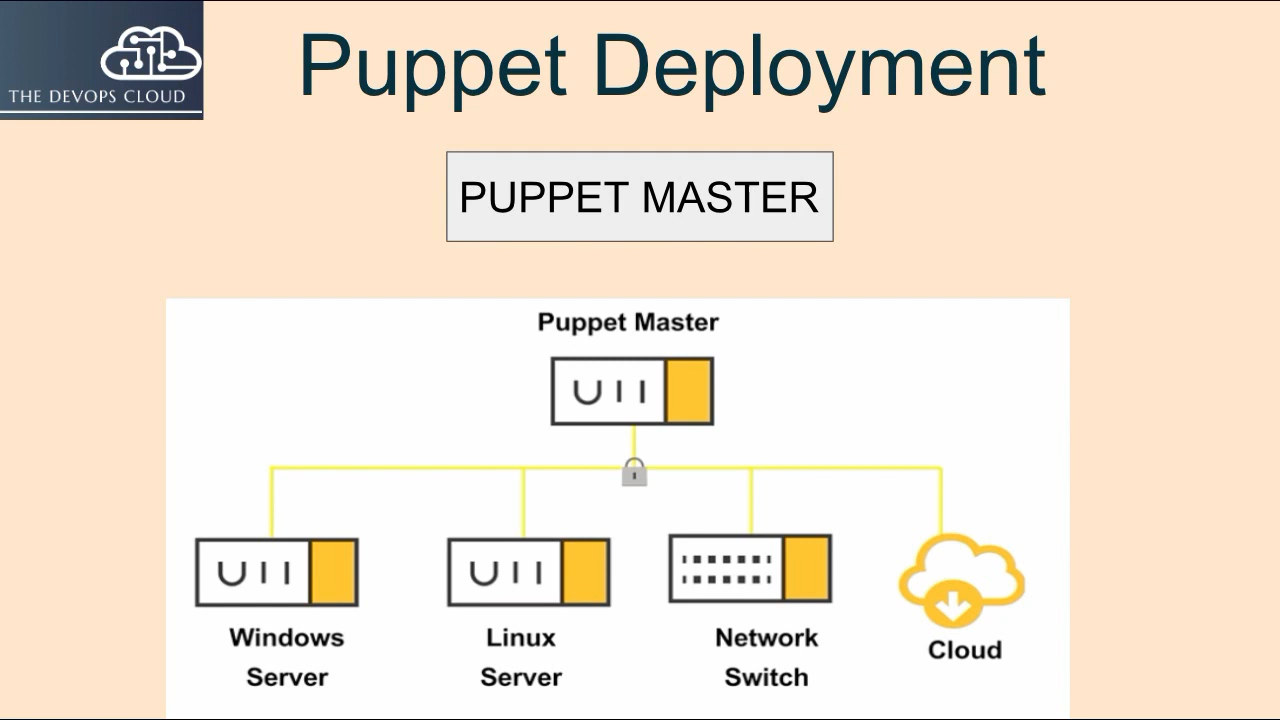 THE DEVOPS CLOUD
Puppet Deployment
PUPPET MASTER
Puppet Master
Windows
Server
Linux
Server
Network
Switch
Cloud